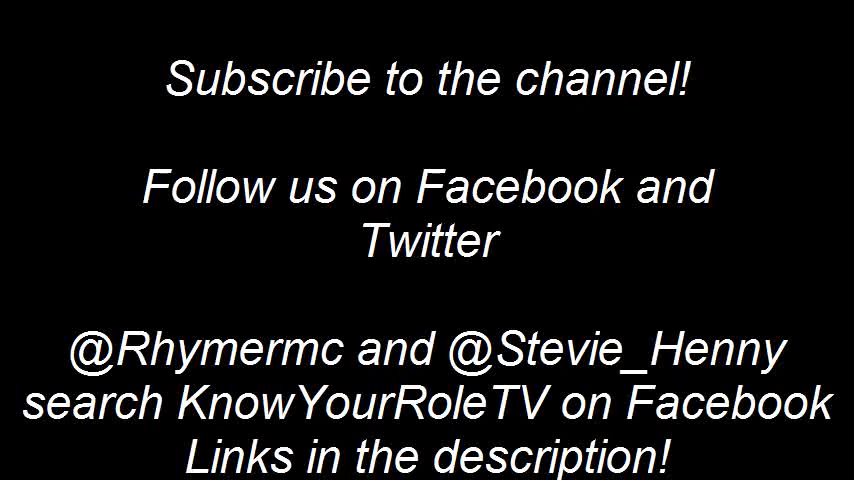 Subscribe to the channel!
Follow us on Facebook and
Twitter
@Rhymermc and @Stevie_Henny
search KnowYourRoleTV on Facebook
Links in the description!